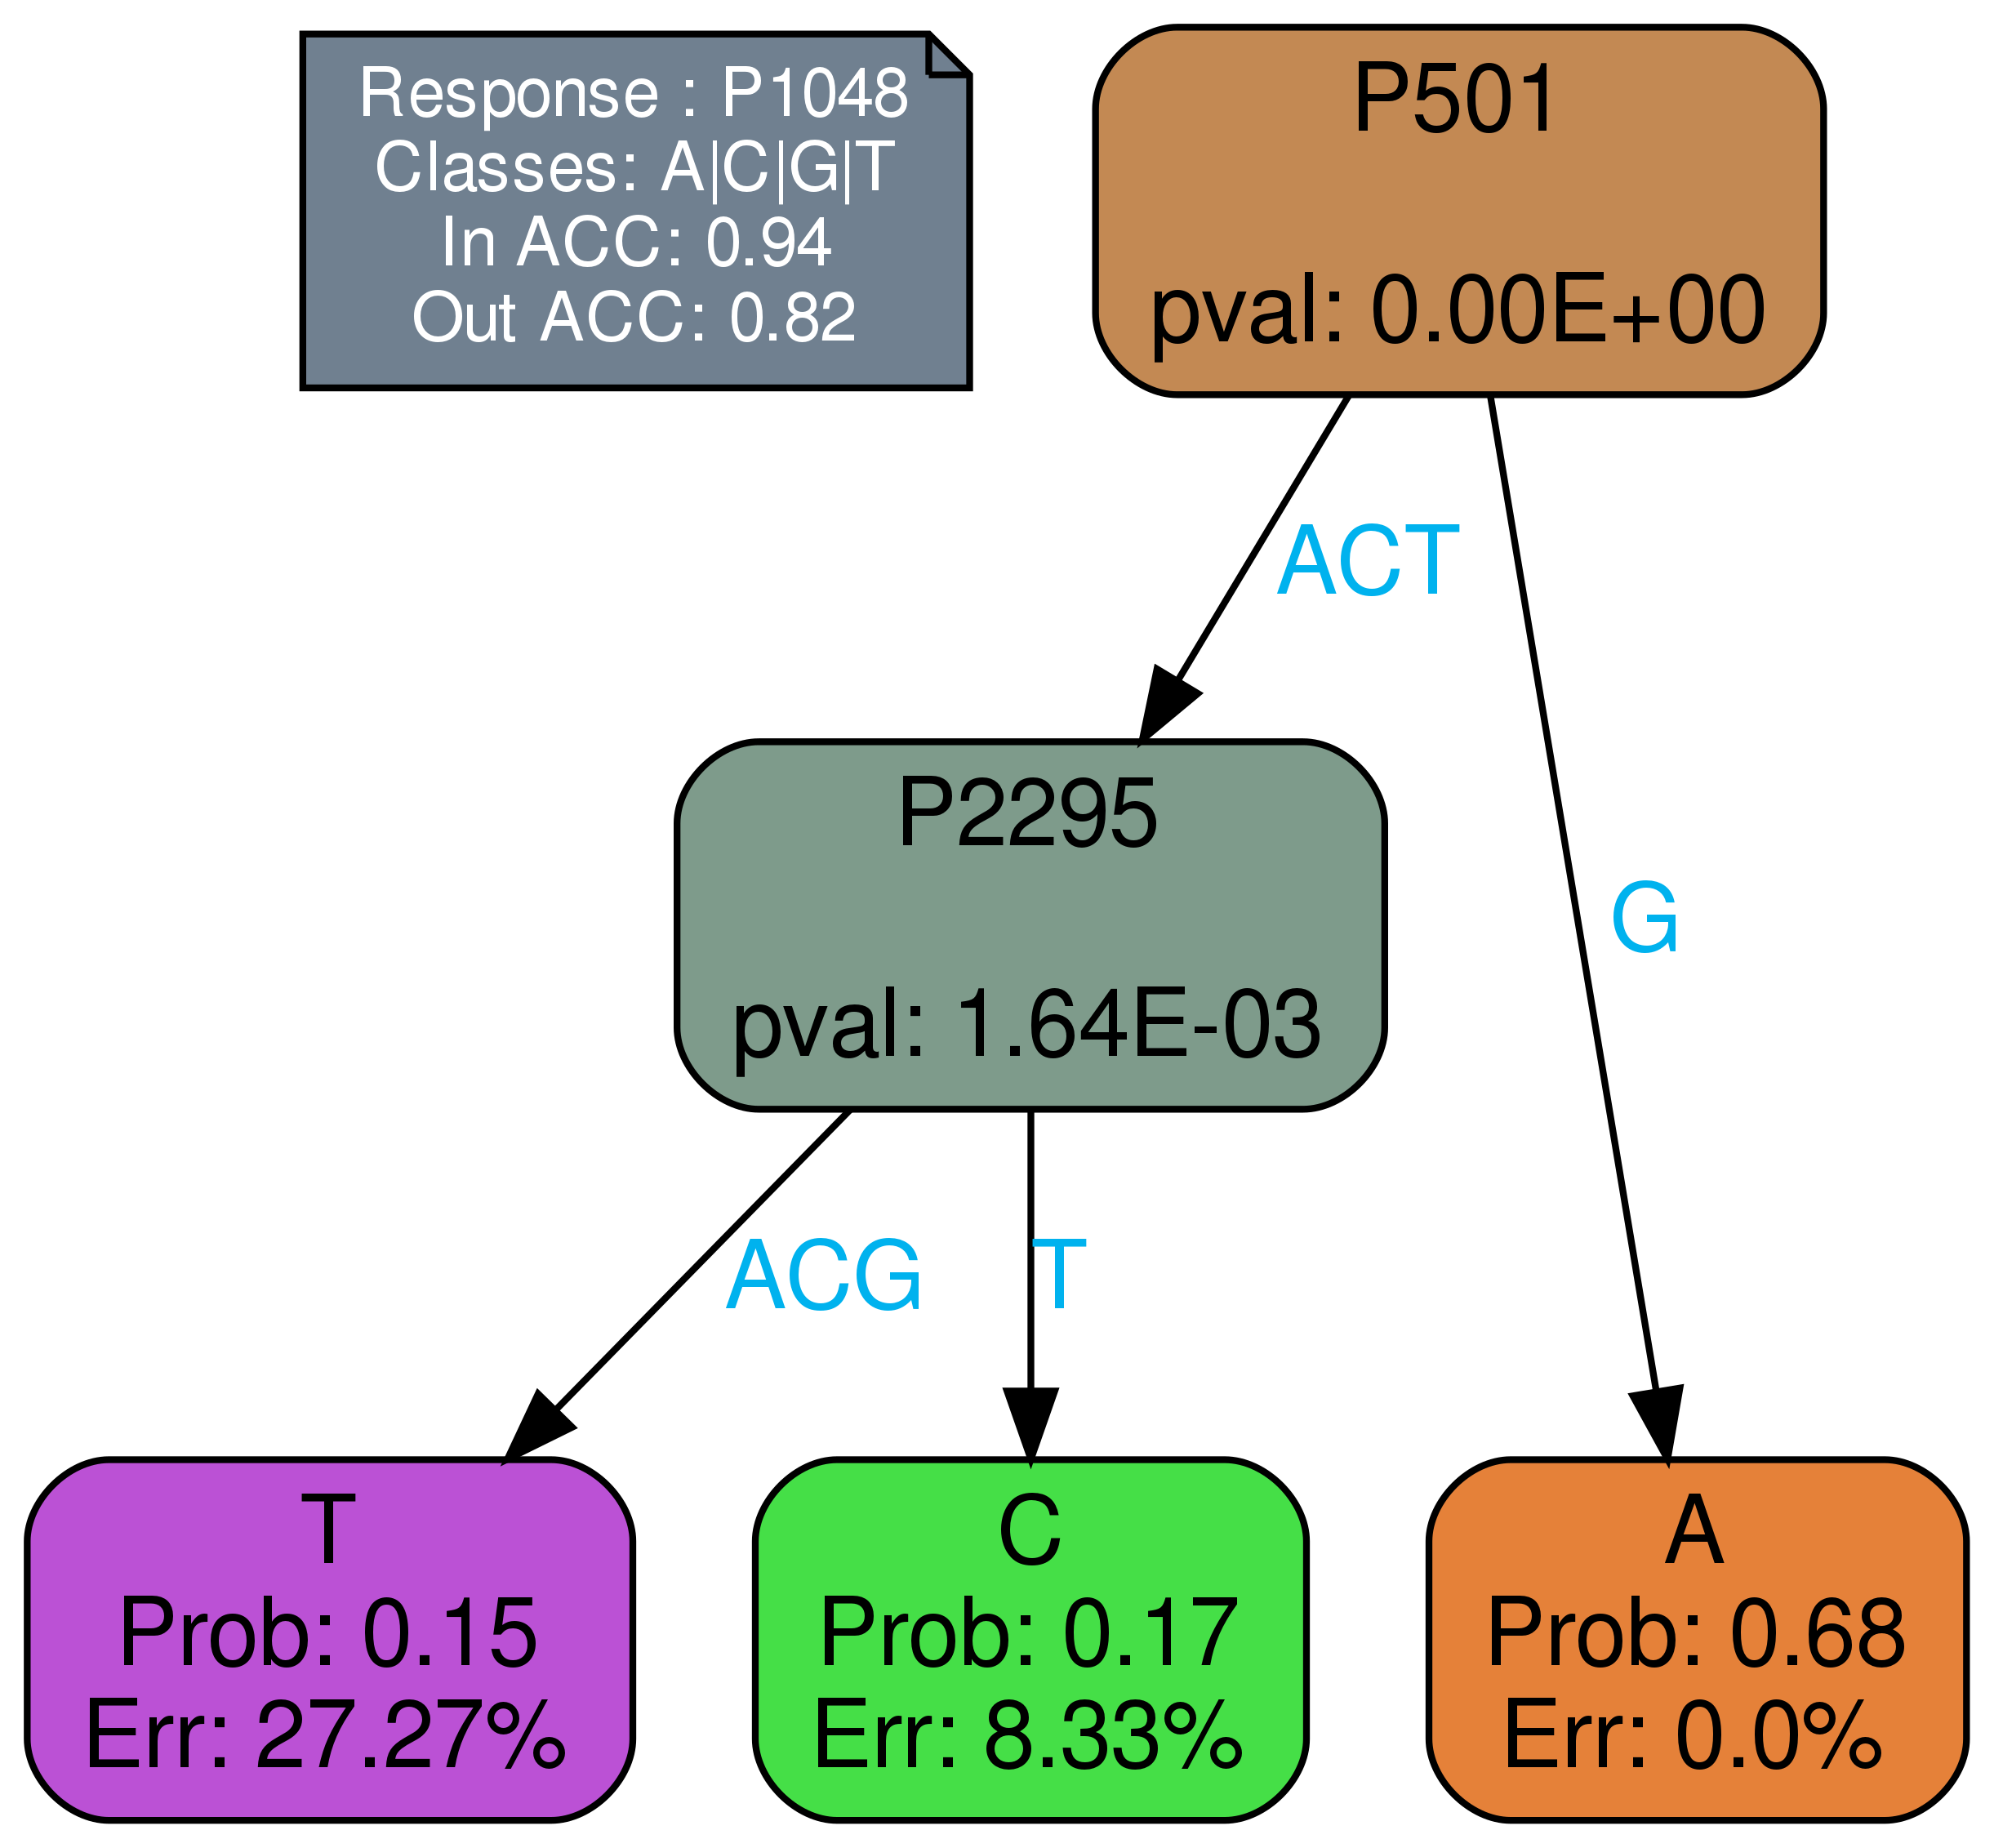 Response : P1048
Classes: A|C|G|T
In ACC: 0.94
Out ACC: 0.82
P501
pval: 0.00E+00
ACT
P2295
pval: 1.64E-03
G
ACG
T
T
Prob: 0.15
Err: 27.27%
C
Prob: 0.17
Err: 8.33%
A
Prob: 0.68
Err: 0.0%